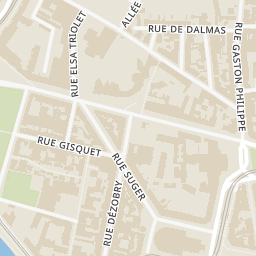 ALLÉE
RUE DE DALMAS
RUE ELSA TRIOLET
RUE GASTON PHILIPPE
RUE GISQUET
RUE SUGER
RUE DÉZOBRY